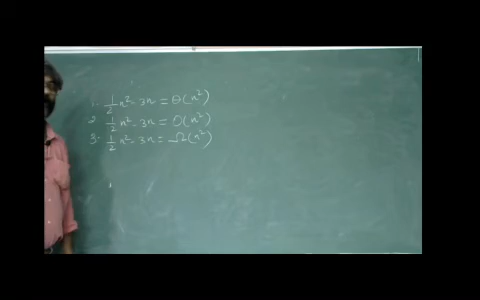 1. 1/2 n² - 3n = Θ(n²)
2. 1/2 n² - 3n = O(n²)
3. 1/2 n² - 3n = Ω(n²)